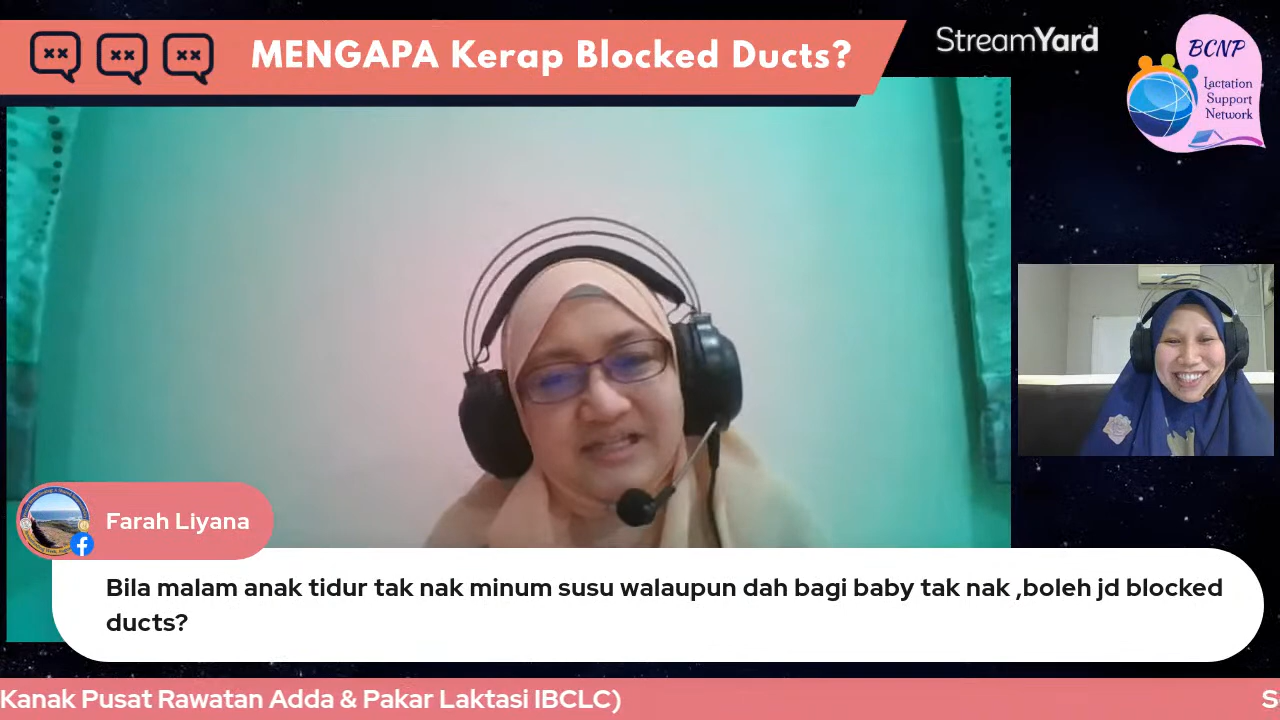 MENGAPA Kerap Blocked Ducts?
StreamYard
BCNP
Lactation
Support
Network
Farah Liyana
Bila malam anak tidur tak nak minum susu walaupun dah bagi baby tak nak ,boleh jd blocked
ducts?
Kanak Pusat Rawatan Adda & Pakar Laktasi IBCLC)
S